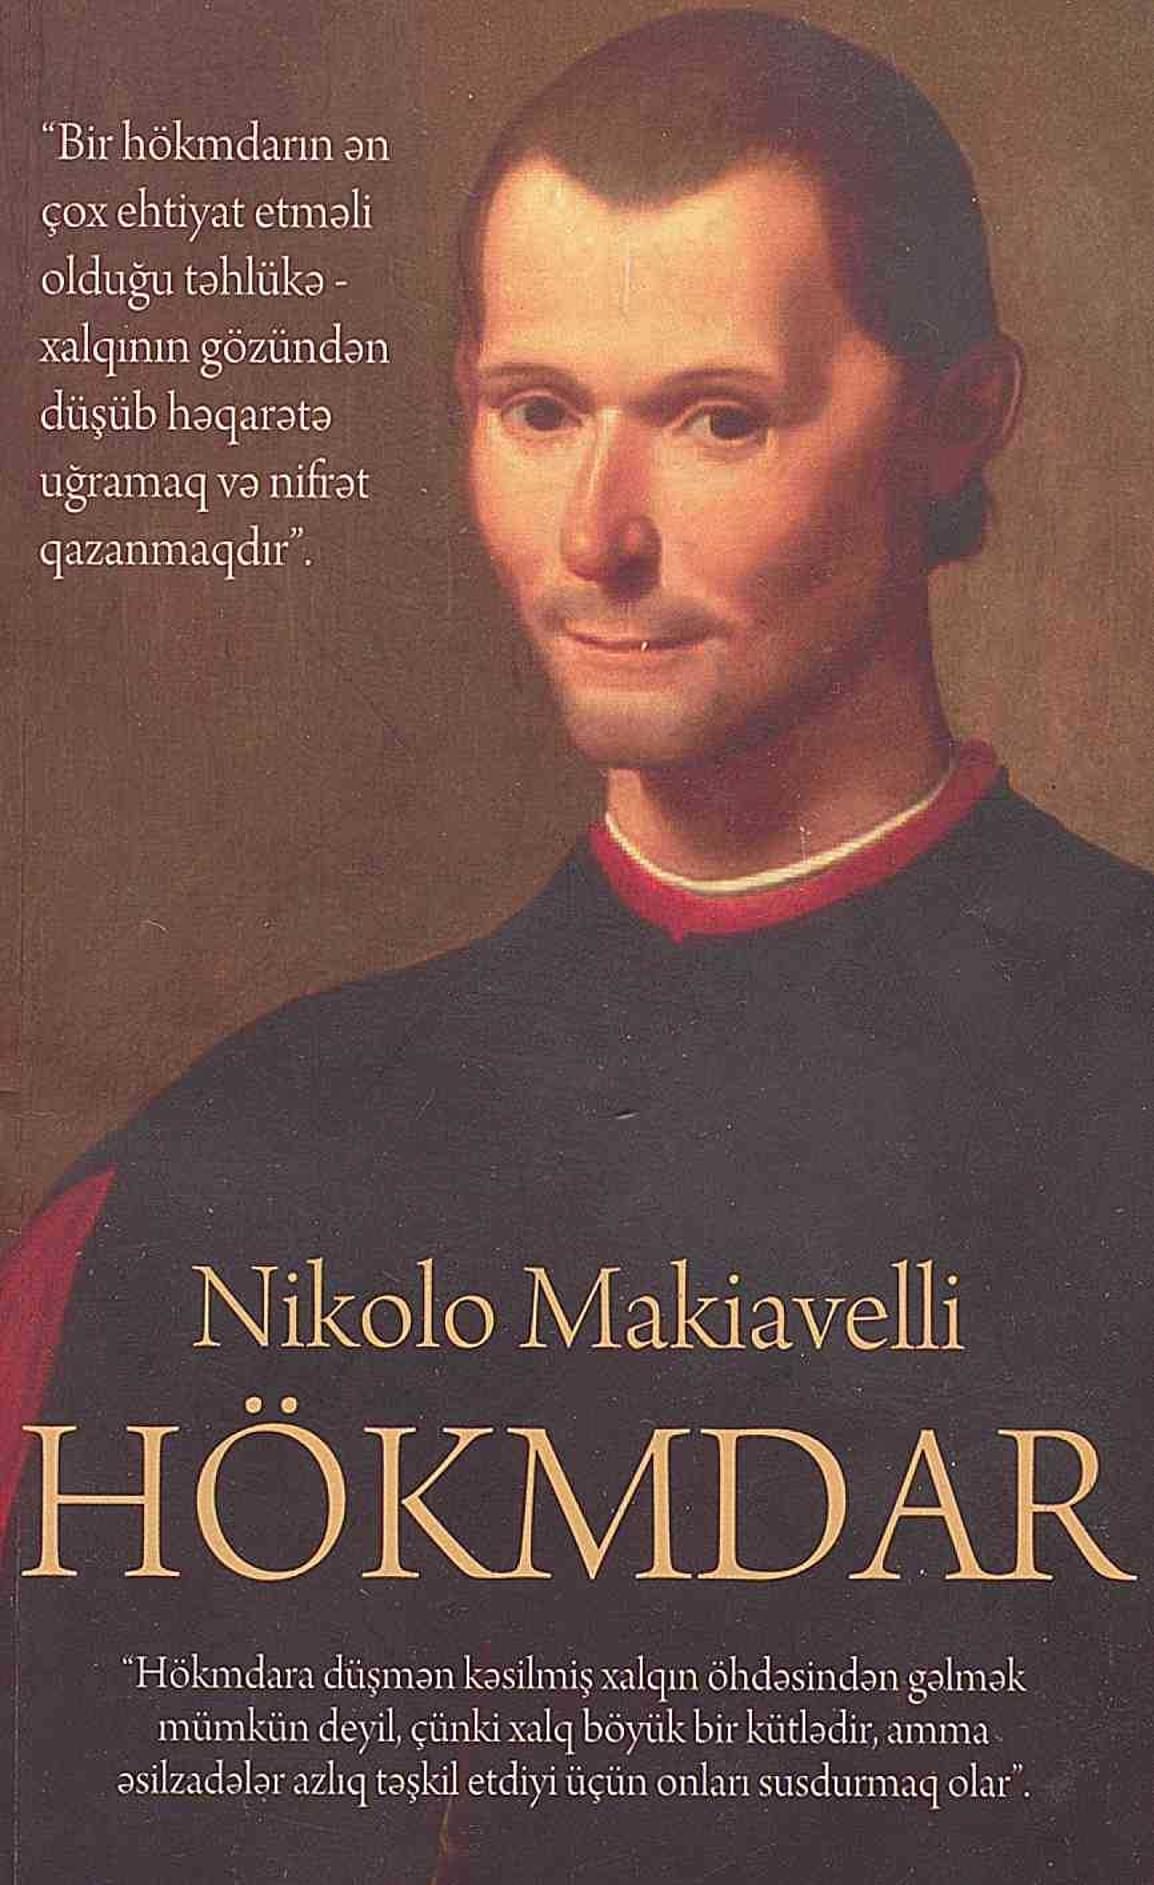 “Bir hökmdarın ən
çox ehtiyat etməli
olduğu təhlükə -
xalqının gözündən
düşüb həqarətə
uğramaq və nifrət
qazanmaqdır”.
Nikolo Makiavelli
HÖKMDAR
“Hökmdara düşmən kəsilmiş xalqın öhdəsindən gəlmək
mümkün deyil, çünki xalq böyük bir kütlədir, amma
əsilzadələr azlıq təşkil etdiyi üçün onları susdurmaq olar”.